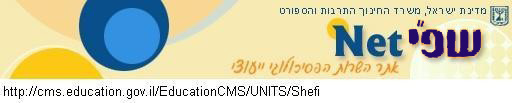 מדינת ישראל, משרד החינוך התרבות והספורט
שפ"י Net
אתר השרות הפסיכולוגי ייעוצי
http://cms.education.gov.il/EducationCMS/UNITS/Shefi